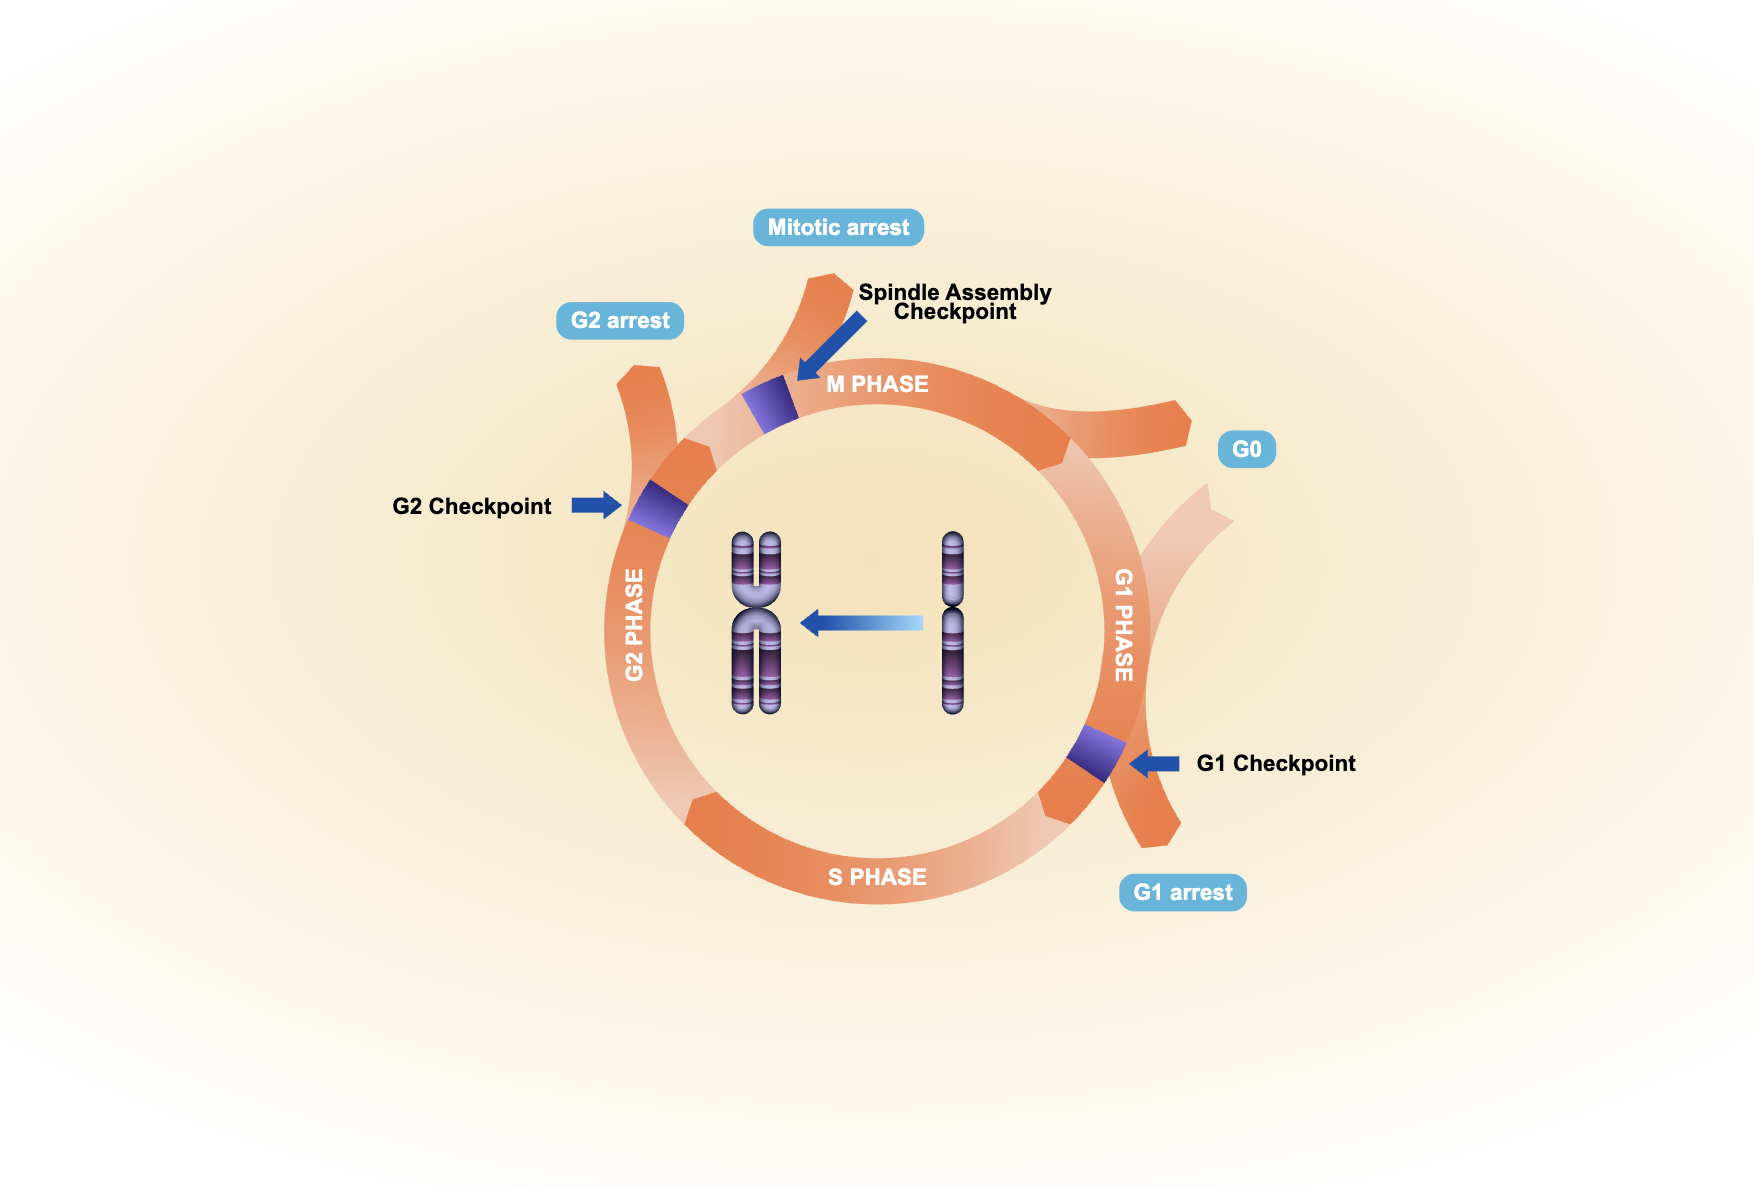 Mitotic arrest
Spindle Assembly
Checkpoint
G2 arrest
M PHASE
G0
G2 Checkpoint
G2 PHASE
G1 PHASE
G1 Checkpoint
S PHASE
G1 arrest